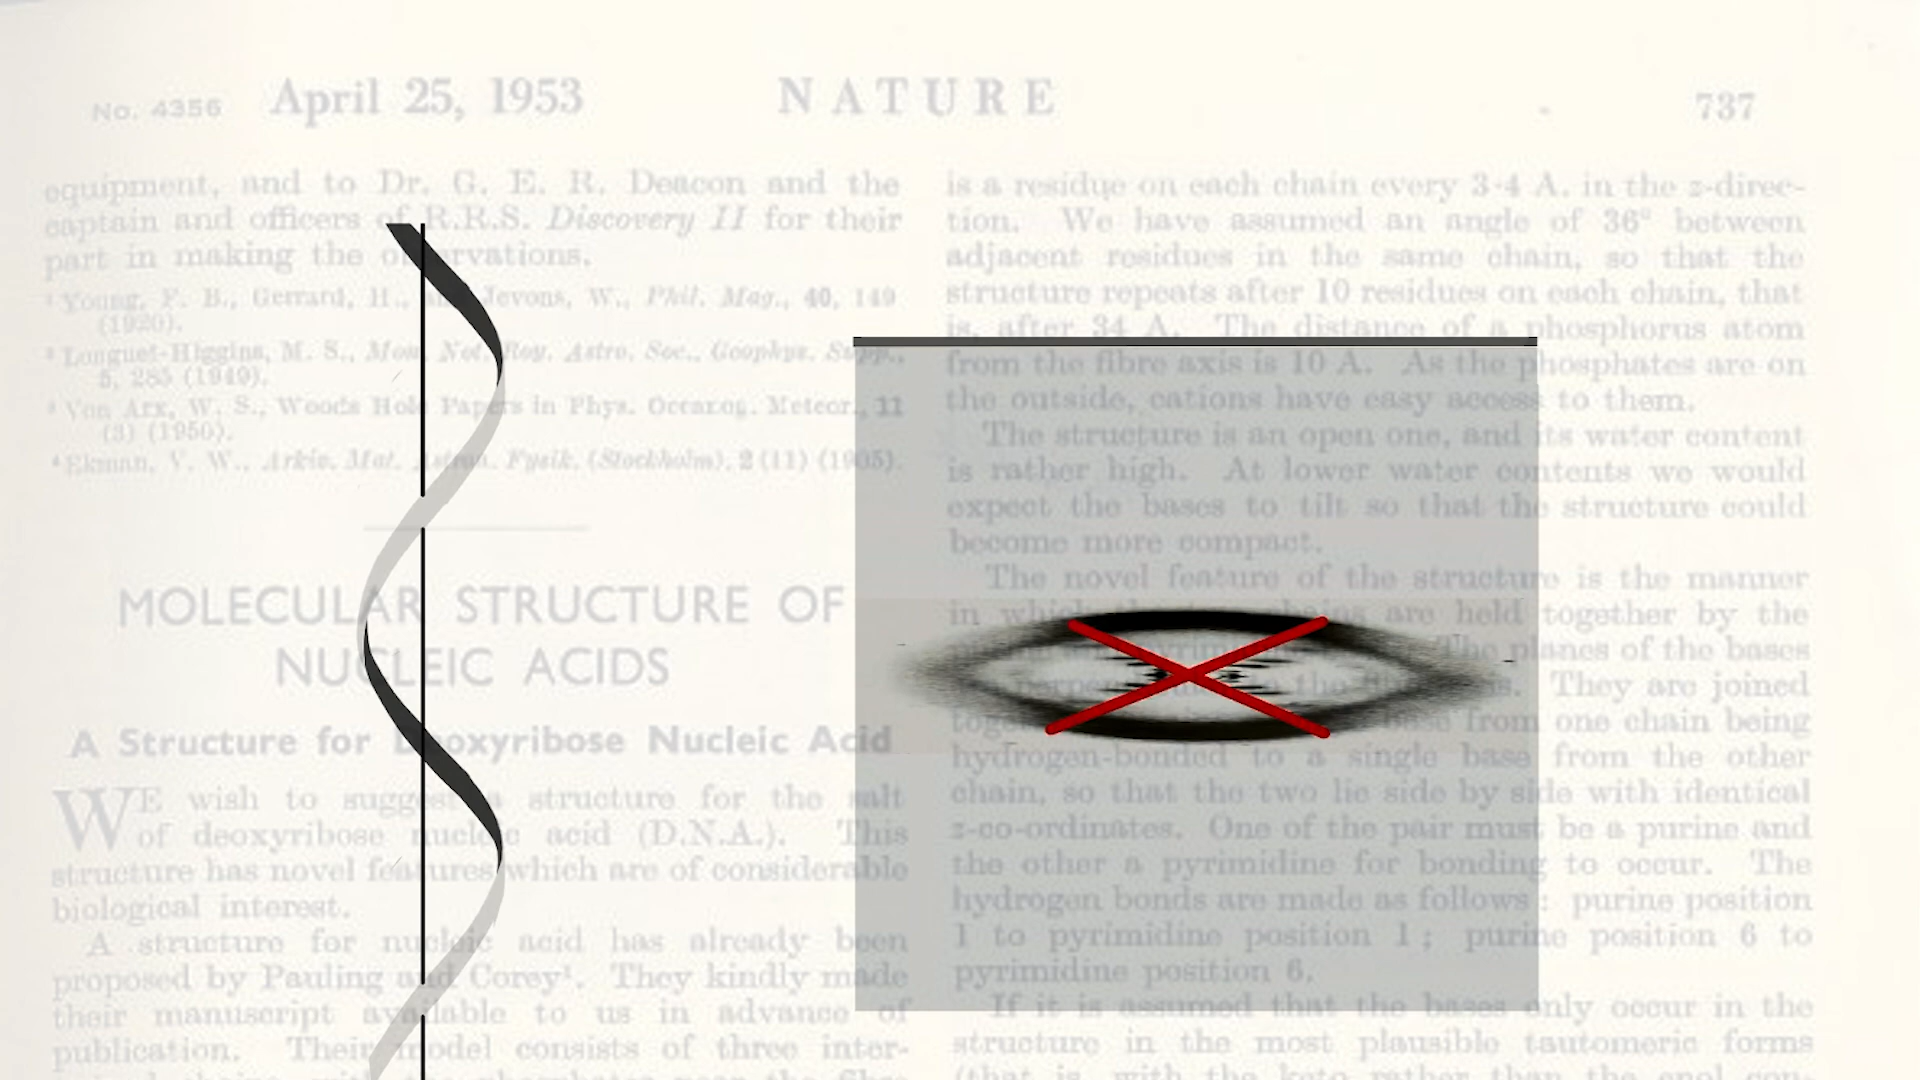 No. 4356 April 25, 1953 NATURE 737
equipment, and to Dr. G. E. R. Deacon and the
captain and officers of R.R.S. Discovery II for their
part in making the
¹ Young, F. B., Gerrard, H., and Jevons, W., Phil. Mag., 40, 149
(1920).
² Longuet-Higgins, M. S., Mon. Not. Roy. Astro. Soc., Geophys. Supp.,
5, 285 (1949).
³ Von Arx, W. S., Woods Hole Papers in Phys. Oceanog. Meteor., 11
(3) (1950).
⁴ Ekman, V. W., Arkiv. Mat. Astron. Fysik. (Stockholm), 2 (11) (1905).
MOLECULAR STRUCTURE OF
NUCLEIC ACIDS
A Structure for Deoxyribose Nucleic Acid
WE wish to suggest a structure for the salt
of deoxyribose nucleic acid (D.N.A.). This
structure has novel features which are of considerable
biological interest.
A structure for nucleic acid has already been
proposed by Pauling and Corey¹. They kindly made
their manuscript available to us in advance of
publication. Their model consists of three inter-
is a residue on each chain every 3·4 A. in the z-direc-
tion. We have assumed an angle of 36° between
adjacent residues in the same chain, so that the
structure repeats after 10 residues on each chain, that
is, after 34 A. The distance of a phosphorus atom
from the fibre axis is 10 A. As the phosphates are on
the outside, cations have easy access to them.
The structure is an open one, and its water content
is rather high. At lower water contents we would
expect the bases to tilt so that the structure could
become more compact.
The novel feature of the structure is the manner
in which chains are held together by the
The planes of the bases
the They are joined
base from one chain being
hydrogen-bonded to a single base from the other
chain, so that the two lie side by side with identical
z-co-ordinates. One of the pair must be a purine and
the other a pyrimidine for bonding to occur. The
hydrogen bonds are made as follows : purine position
1 to pyrimidine position 1 ; purine position 6 to
pyrimidine position 6.
If it is assumed that the bases only occur in the
structure in the most plausible tautomeric forms
(that is, with the keto rather than the enol con-